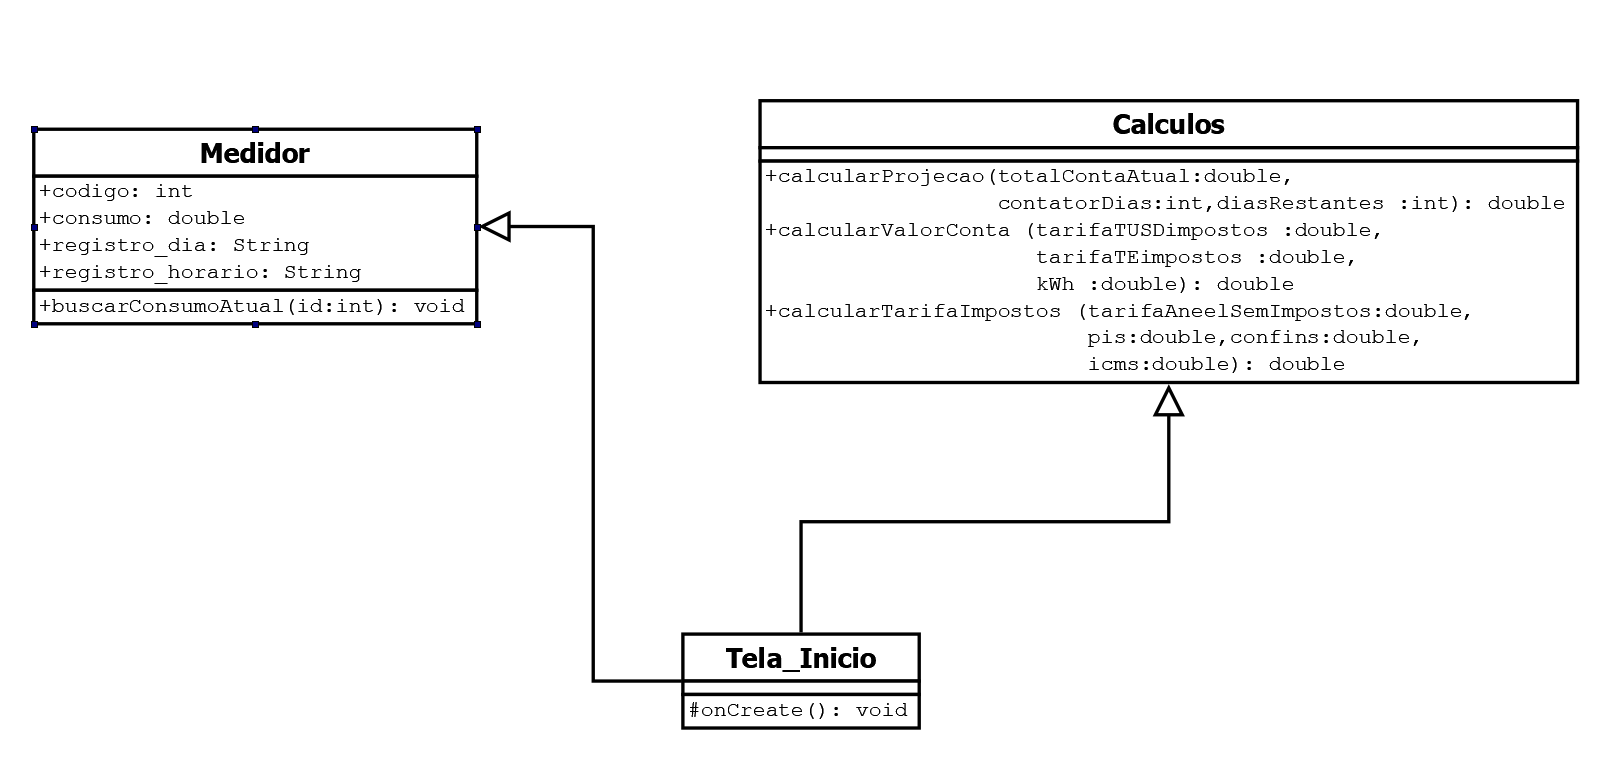 Medidor
+codigo: int
+consumo: double
+registro_dia: String
+registro_horario: String
+buscarConsumoAtual(id:int): void
Calculos
+calcularProjecao(totalContaAtual:double,
contatorDias:int,diasRestantes :int): double
+calcularValorConta (tarifaTUSDimpostos :double,
tarifaTEimpostos :double,
kWh :double): double
+calcularTarifaImpostos (tarifaAneelSemImpostos:double,
pis:double,confins:double,
icms:double): double
Tela_Inicio
#onCreate(): void